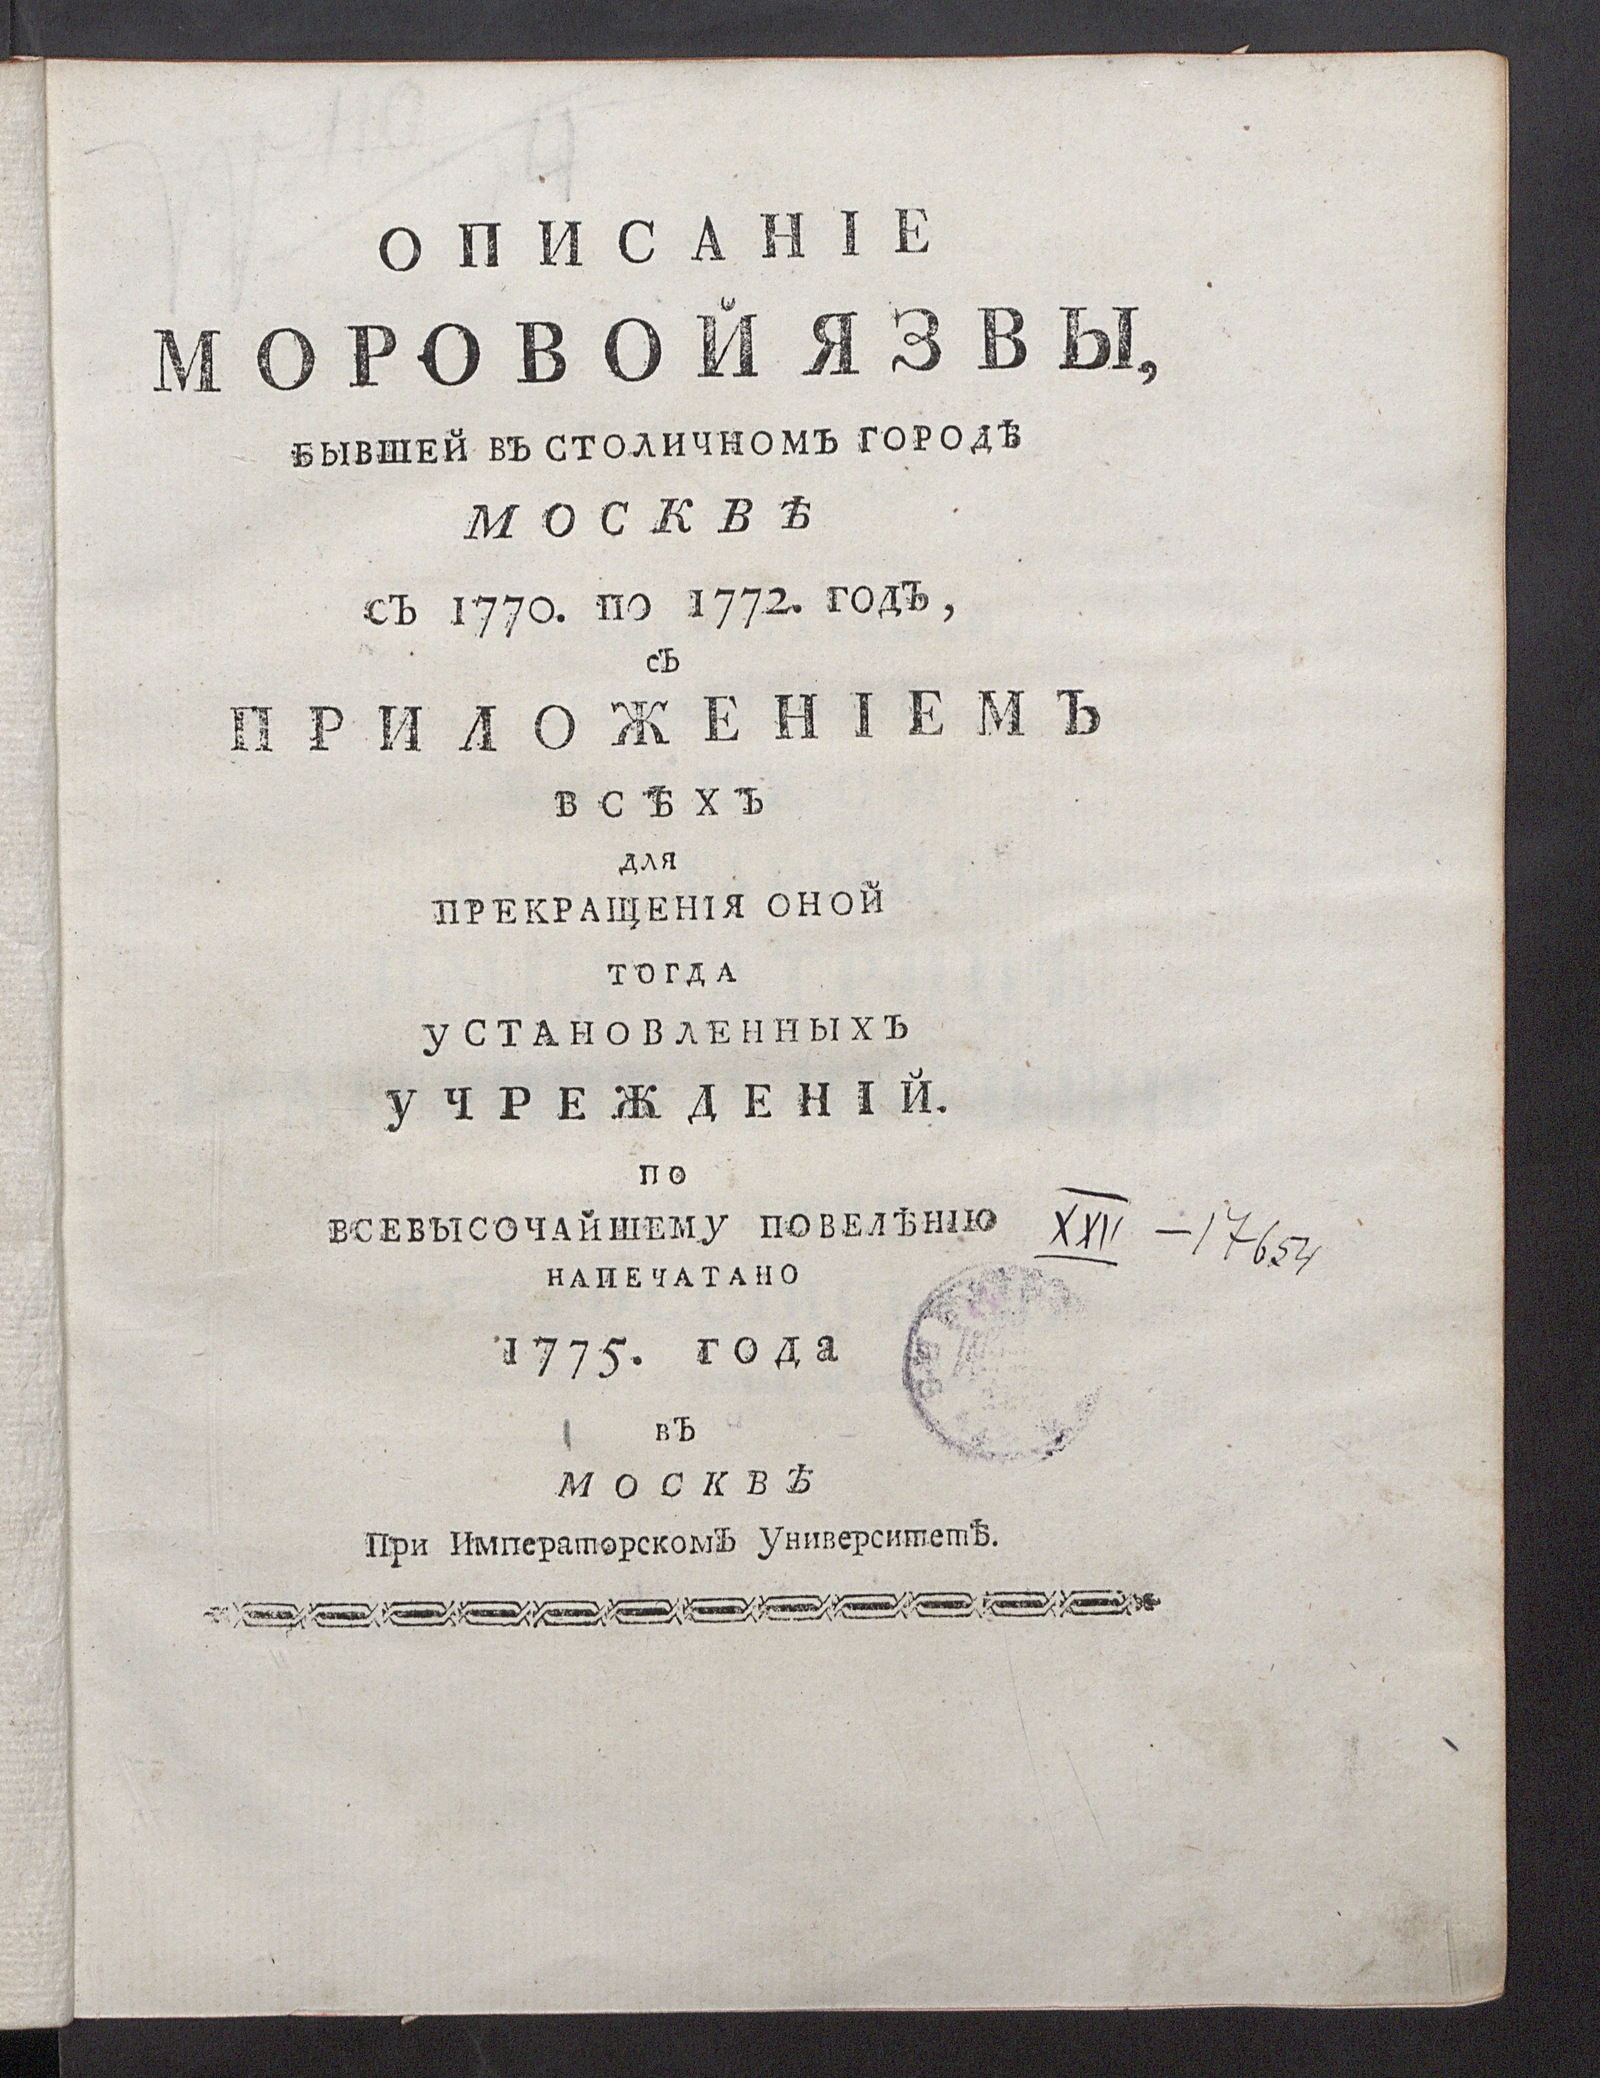 ОПИСАНІЕ
МОРОВОЙ ЯЗВЫ,
БЫВШЕЙ ВЪ СТОЛИЧНОМЪ ГОРОДѢ
МОСКВѢ
съ 1770. по 1772. годъ,
съ
ПРИЛОЖЕНІЕМЪ
ВСѢХЪ
для
ПРЕКРАЩЕНІЯ ОНОЙ
ТОГДА
УСТАНОВЛЕННЫХЪ
УЧРЕЖДЕНІЙ.
ПО
ВСЕВЫСОЧАЙШЕМУ ПОВЕЛѢНІЮ
НАПЕЧАТАНО
1775. года
въ
МОСКВѢ
При Императорскомъ Университетѣ.
XXII – 17654